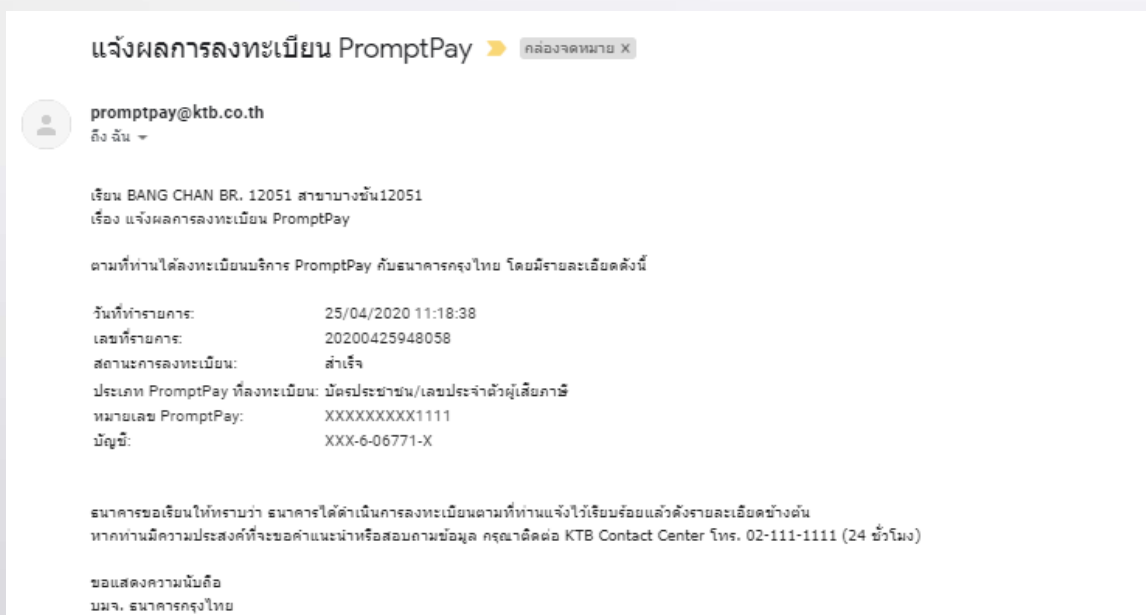 แจ้งผลการลงทะเบียน PromptPay กล่องจดหมาย X
promptpay@ktb.co.th
ถึง ฉัน
เรียน BANG CHAN BR. 12051 สาขาบางชัน12051
เรื่อง แจ้งผลการลงทะเบียน PromptPay
ตามที่ท่านได้ลงทะเบียนบริการ PromptPay กับธนาคารกรุงไทย โดยมีรายละเอียดดังนี้
วันที่ทำรายการ: 25/04/2020 11:18:38
เลขที่รายการ: 20200425948058
สถานะการลงทะเบียน: สำเร็จ
ประเภท PromptPay ที่ลงทะเบียน: บัตรประชาชน/เลขประจำตัวผู้เสียภาษี
หมายเลข PromptPay: XXXXXXXXX1111
บัญชี: XXX-6-06771-X
ธนาคารขอเรียนให้ทราบว่า ธนาคารได้ดำเนินการลงทะเบียนตามที่ท่านแจ้งไว้เรียบร้อยแล้วดังรายละเอียดข้างต้น
หากท่านมีความประสงค์ที่จะขอคำแนะนำหรือสอบถามข้อมูล กรุณาติดต่อ KTB Contact Center โทร. 02-111-1111 (24 ชั่วโมง)
ขอแสดงความนับถือ
บมจ. ธนาคารกรุงไทย